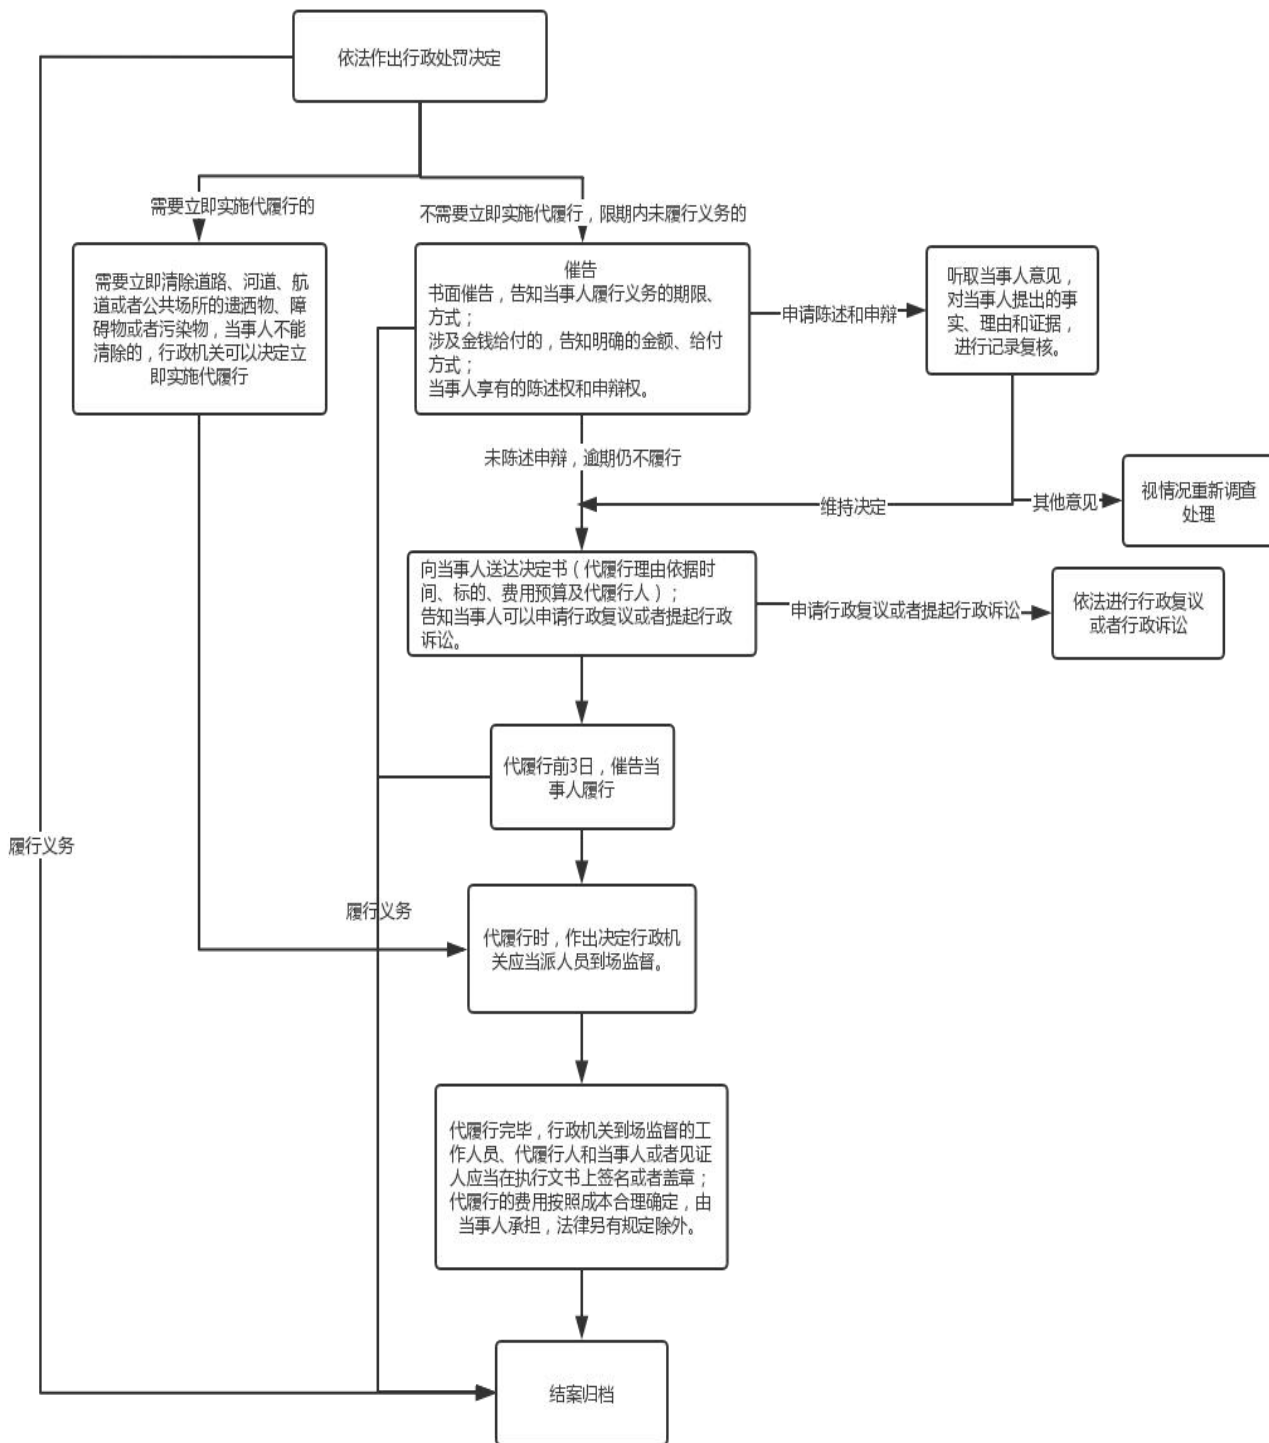 依法作出行政处罚决定
需要立即实施代履行的
不需要立即实施代履行，限期内未履行义务的
需要立即清除道路、河道、航
道或者公共场所的遗洒物、障
碍物或者污染物，当事人不能
清除的，行政机关可以决定立
即实施代履行
催告
书面催告，告知当事人履行义务的期限、
方式；
涉及金钱给付的，告知明确的金额、给付
方式；
当事人享有的陈述权和申辩权。
申请陈述和申辩
听取当事人意见，
对当事人提出的事
实、理由和证据，
进行记录复核。
未陈述申辩，逾期仍不履行
维持决定
其他意见
视情况重新调查
处理
向当事人送达决定书（代履行理由依据时
间、标的、费用预算及代履行人）；
告知当事人可以申请行政复议或者提起行政
诉讼。
申请行政复议或者提起行政诉讼
依法进行行政复议
或者行政诉讼
代履行前3日，催告当
事人履行
履行义务
履行义务
代履行时，作出决定行政机
关应当派人员到场监督。
代履行完毕，行政机关到场监督的工
作人员、代履行人和当事人或者见证
人应当在执行文书上签名或者盖章；
代履行的费用按照成本合理确定，由
当事人承担，法律另有规定除外。
结案归档